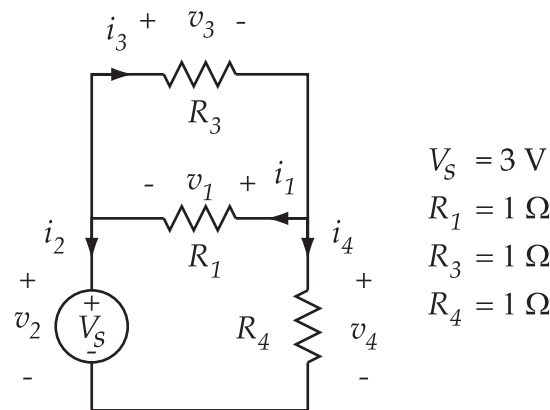 i3 + v3 -
R3
- v1 + i1
R1
i2
i4
+
v2
-
+
Vs
-
R4
+
v4
-
Vs = 3 V
R1 = 1 Ω
R3 = 1 Ω
R4 = 1 Ω